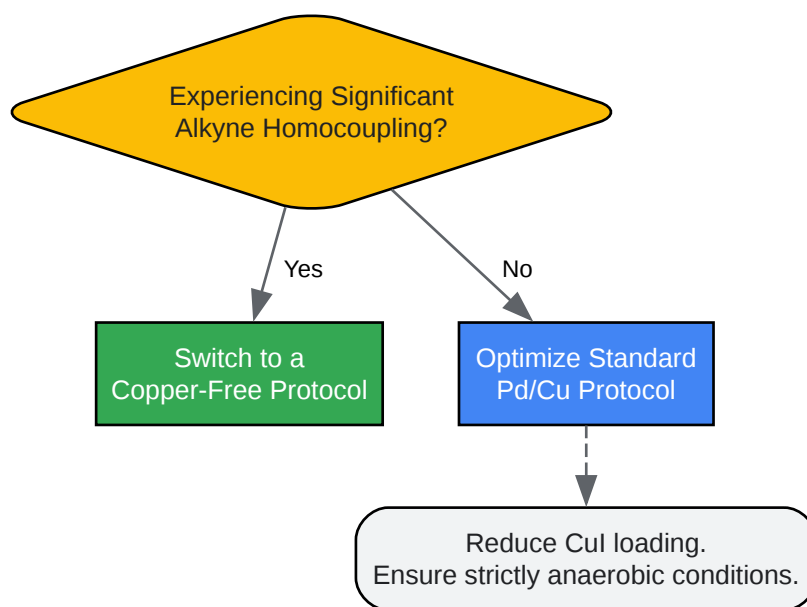 Experiencing Significant
Alkyne Homocoupling?
Yes
No
Switch to a
Copper-Free Protocol
Optimize Standard
Pd/Cu Protocol
Reduce CuI loading.
Ensure strictly anaerobic conditions.